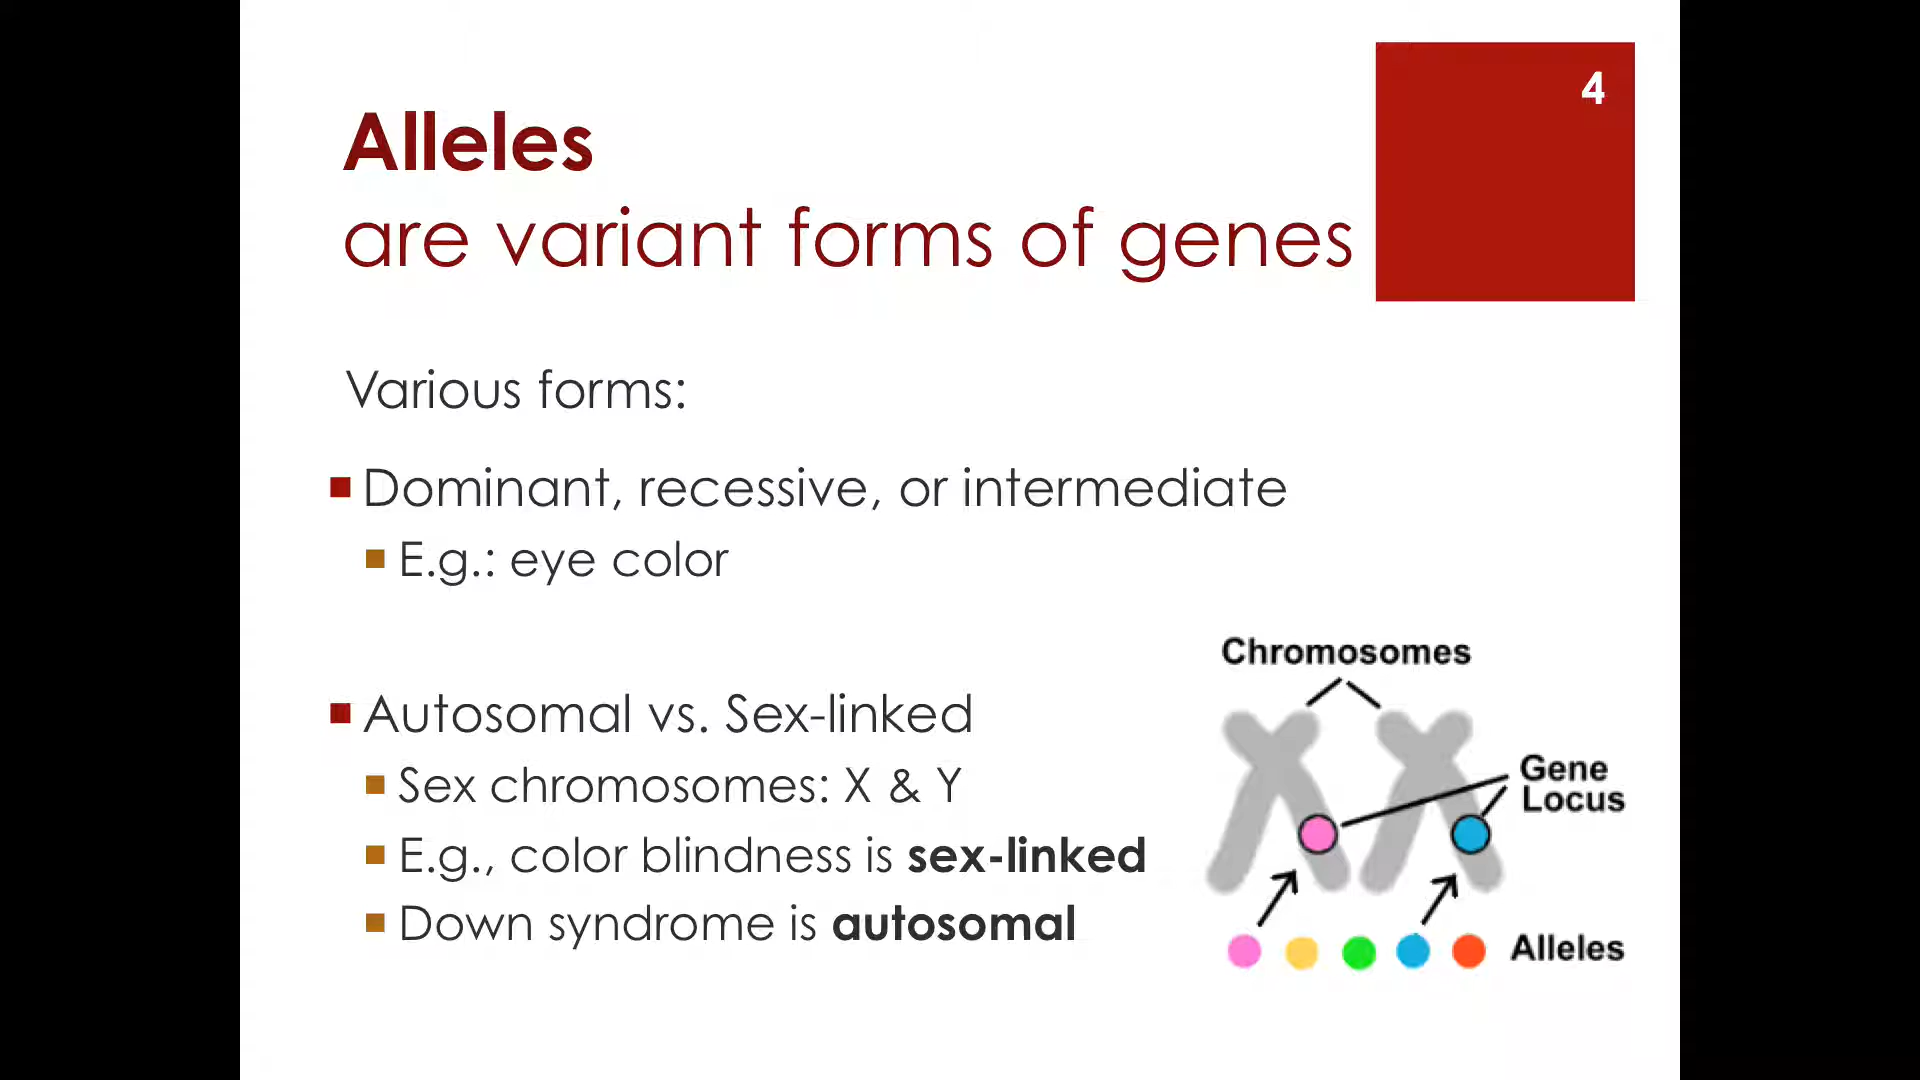 4
Alleles
are variant forms of genes
Various forms:
Dominant, recessive, or intermediate
E.g.: eye color
Autosomal vs. Sex-linked
Sex chromosomes: X & Y
E.g., color blindness is sex-linked
Down syndrome is autosomal
Chromosomes
Gene
Locus
Alleles